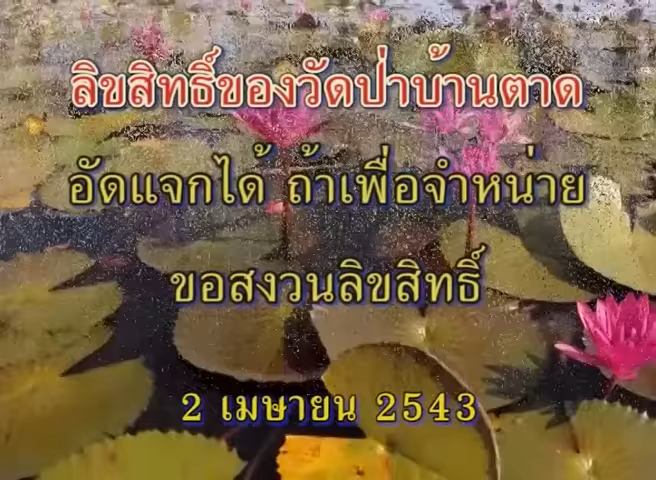 ลิขสิทธิ์ของวัดป่าบ้านตาด
อัดแจกได้ ถ้าเพื่อจำหน่าย
ขอสงวนลิขสิทธิ์
2 เมษายน 2543